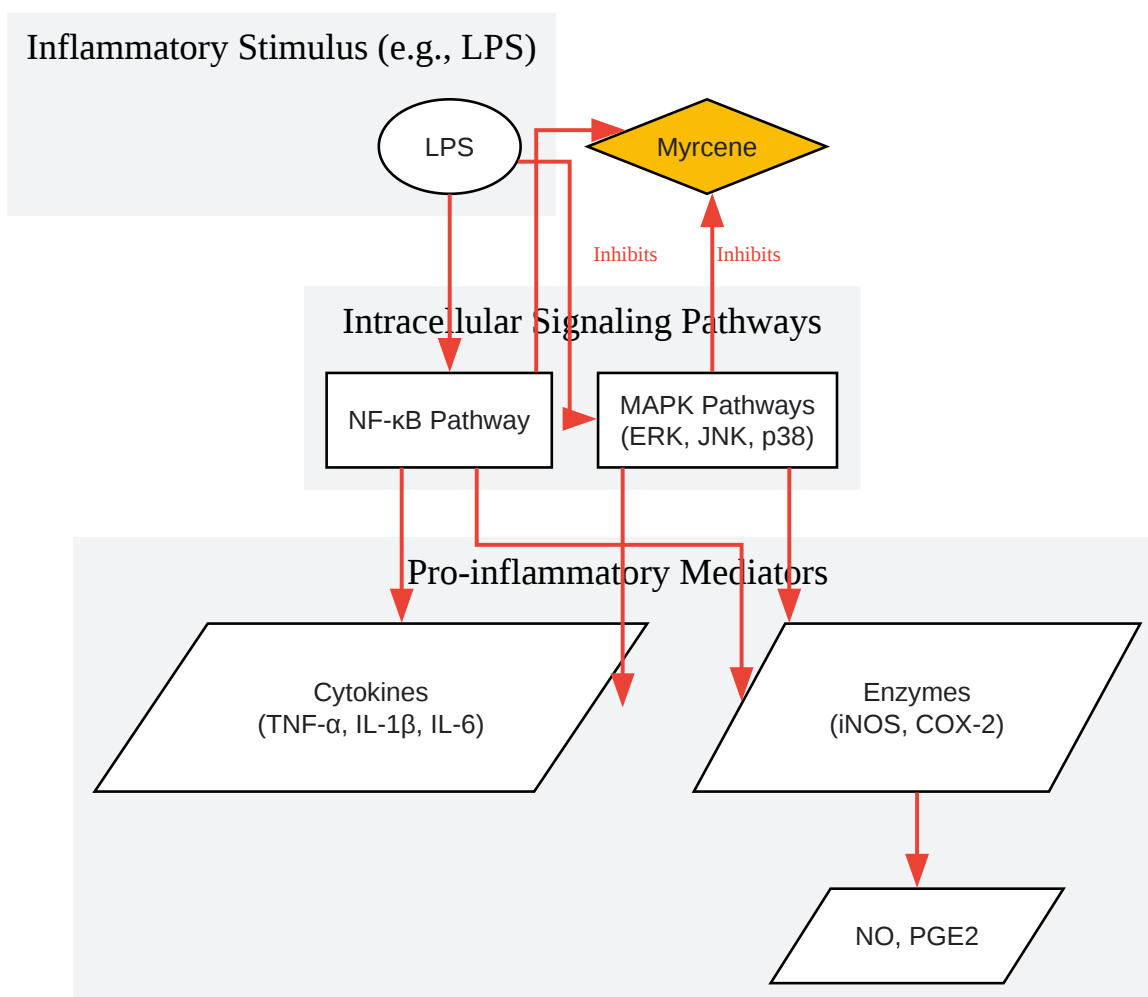 Inflammatory Stimulus (e.g., LPS)
LPS
Myrcene
Inhibits
Inhibits
Intracellular Signaling Pathways
NF-κB Pathway
MAPK Pathways
(ERK, JNK, p38)
Pro-inflammatory Mediators
Cytokines
(TNF-α, IL-1β, IL-6)
Enzymes
(iNOS, COX-2)
NO, PGE2